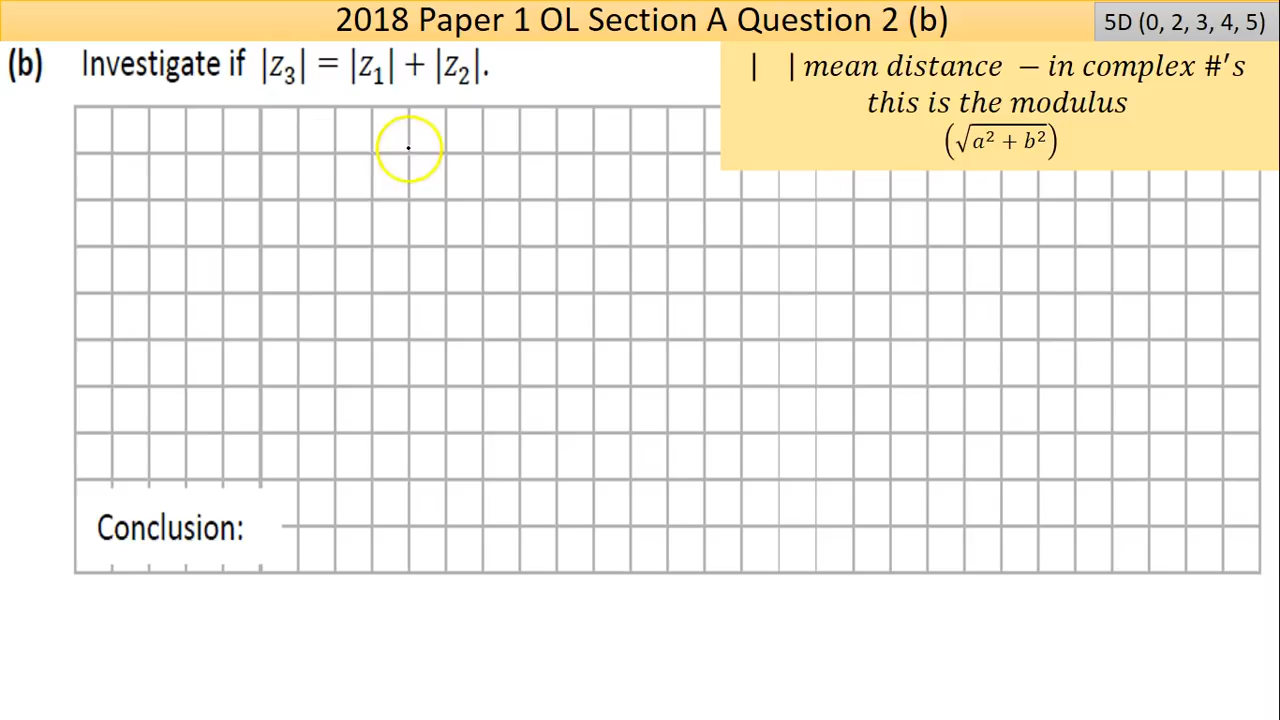 2018 Paper 1 OL Section A Question 2 (b)
5D (0, 2, 3, 4, 5)
(b) Investigate if |z₃| = |z₁| + |z₂|.
| | mean distance − in complex #'s
this is the modulus
(√a² + b²)
Conclusion: